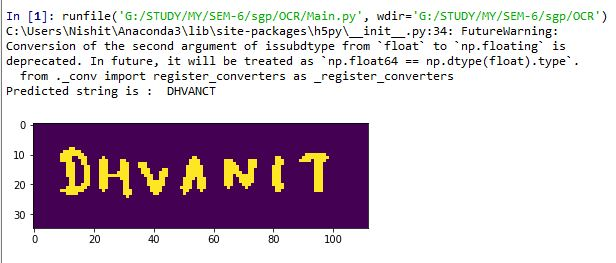 In [1]: runfile('G:/STUDY/MY/SEM-6/sgp/OCR/Main.py', wdir='G:/STUDY/MY/SEM-6/sgp/OCR')
C:\Users\Nishit\Anaconda3\lib\site-packages\h5py\__init__.py:34: FutureWarning:
Conversion of the second argument of issubdtype from `float` to `np.floating` is
deprecated. In future, it will be treated as `np.float64 == np.dtype(float).type`.
  from ._conv import register_converters as _register_converters
Predicted string is :  DHVANCT
0
10
DHVANIT
20
30
0 20 40 60 80 100